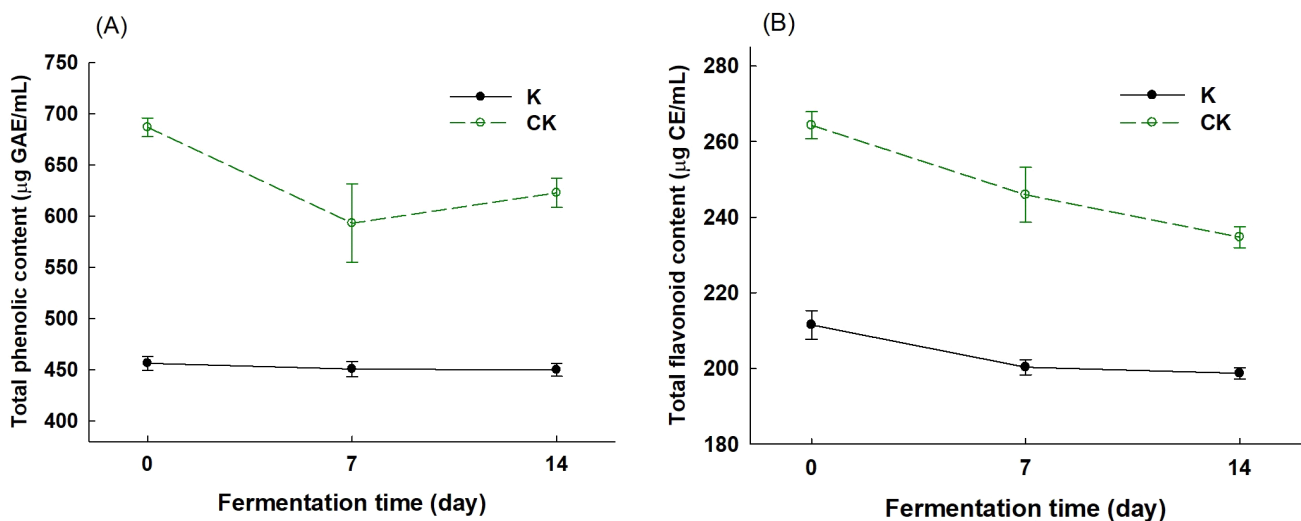 (A)
Total phenolic content (μg GAE/mL)
750
700
650
600
550
500
450
400
K
CK
0
7
14
Fermentation time (day)
(B)
Total flavonoid content (μg CE/mL)
280
260
240
220
200
180
K
CK
0
7
14
Fermentation time (day)